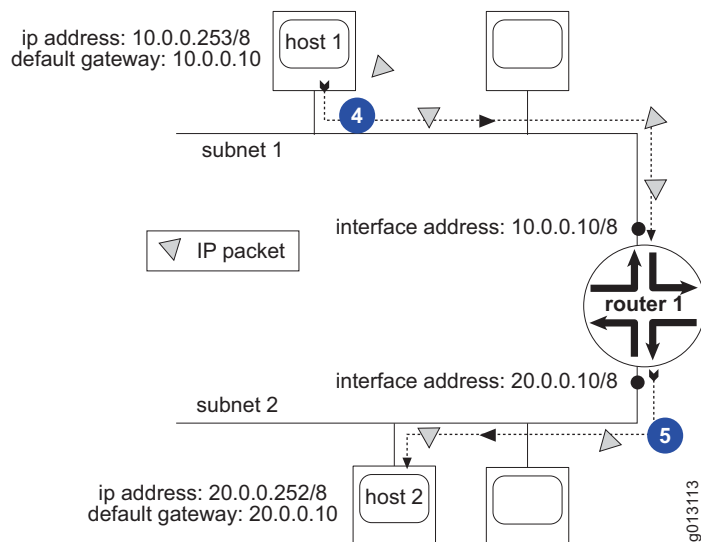 ip address: 10.0.0.253/8
default gateway: 10.0.0.10
host 1
4
subnet 1
interface address: 10.0.0.10/8
IP packet
router 1
interface address: 20.0.0.10/8
subnet 2
5
ip address: 20.0.0.252/8
default gateway: 20.0.0.10
host 2
g013113